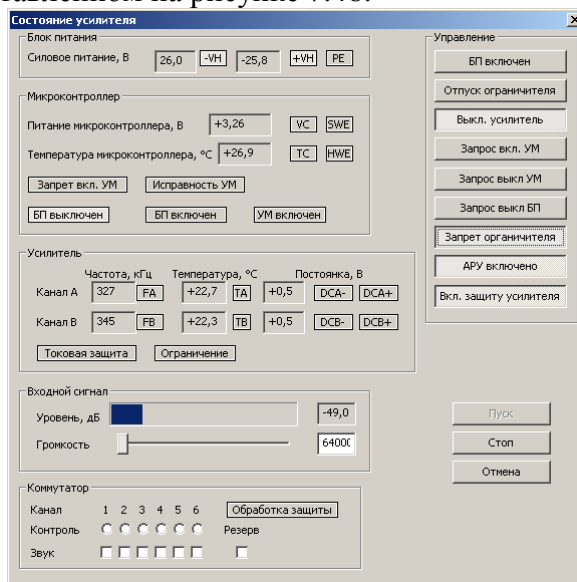 Состояние усилителя
Блок питания
Силовое питание, В 26,0 -VH -25,8 +VH PE
Микроконтроллер
Питание микроконтроллера, В +3,26 VC SWE
Температура микроконтроллера, °C +26,9 TC HWE
Запрет вкл. УМ Исправность УМ
БП выключен БП включен УМ включен
Усилитель
Частота, кГц Температура, °C Постоянка, В
Канал А 327 FA +22,7 TA +0,5 DCA- DCA+
Канал В 345 FB +22,3 TB +0,5 DCB- DCB+
Токовая защита Ограничение
Входной сигнал
Уровень, дБ -49,0
Громкость 64000
Коммутатор
Канал 1 2 3 4 5 6 Обработка защиты
Контроль Резерв
Звук
Управление
БП включен
Отпуск ограничителя
Выкл. усилитель
Запрос вкл. УМ
Запрос выкл УМ
Запрос выкл БП
Запрет органичителя
АРУ включено
Вкл. защиту усилителя
Пуск
Стоп
Отмена